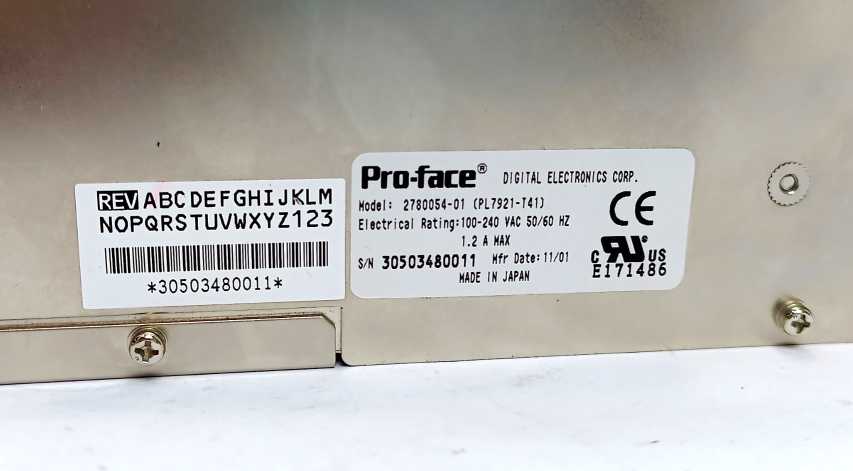 REV ABCDEFGHIJKLM
NOPQRSTUVWXYZ123
*30503480011*
Pro-face® DIGITAL ELECTRONICS CORP.
Model: 2780054-01 (PL7921-T41)
Electrical Rating:100-240 VAC 50/60 HZ
1.2 A MAX
S/N 30503480011 Mfr Date:11/01
MADE IN JAPAN
CE
C RU US
E171486